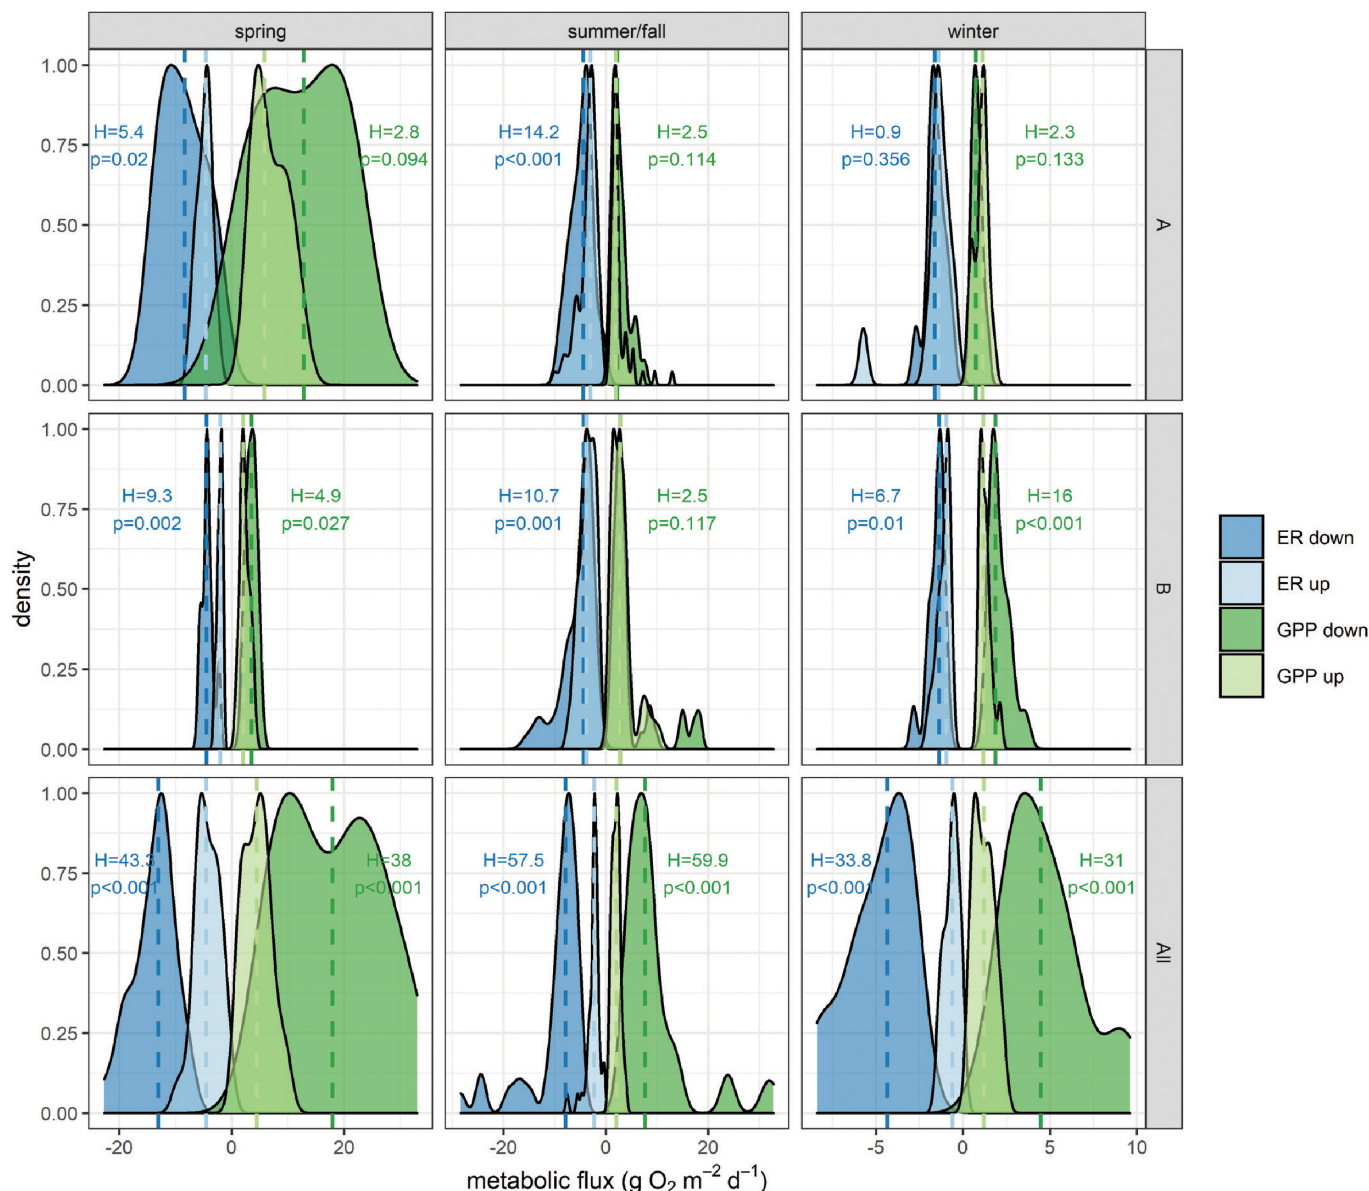 spring
summer/fall
winter
1.00
0.75
0.50
0.25
0.00
H=5.4
p=0.02
H=2.8
p=0.094
H=14.2
p<0.001
H=2.5
p=0.114
H=0.9
p=0.356
H=2.3
p=0.133
A
1.00
0.75
0.50
0.25
0.00
H=9.3
p=0.002
H=4.9
p=0.027
H=10.7
p=0.001
H=2.5
p=0.117
H=6.7
p=0.01
H=16
p<0.001
B
1.00
0.75
0.50
0.25
0.00
H=43.3
p<0.001
H=38
p<0.001
H=57.5
p<0.001
H=59.9
p<0.001
H=33.8
p<0.001
H=31
p<0.001
All
-20
0
20
-20
0
20
-5
0
5
10
density
metabolic flux (g O₂ m⁻² d⁻¹)
ER down
ER up
GPP down
GPP up